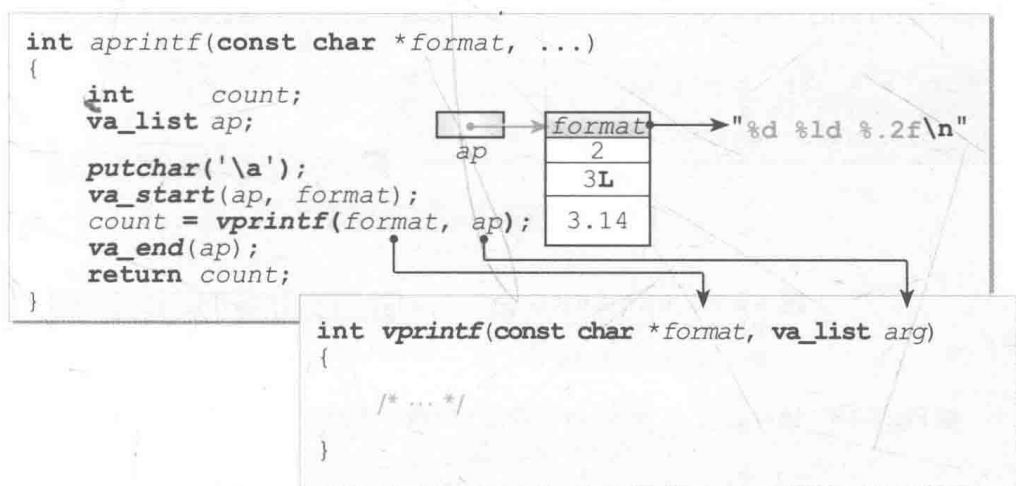 int aprintf(const char *format, ...)
{
int count;
va_list ap;
putchar('\a');
va_start(ap, format);
count = vprintf(format, ap);
va_end(ap);
return count;
}
ap
format
2
3L
3.14
"%d %ld %.2f\n"
int vprintf(const char *format, va_list arg)
{
/* ... */
}